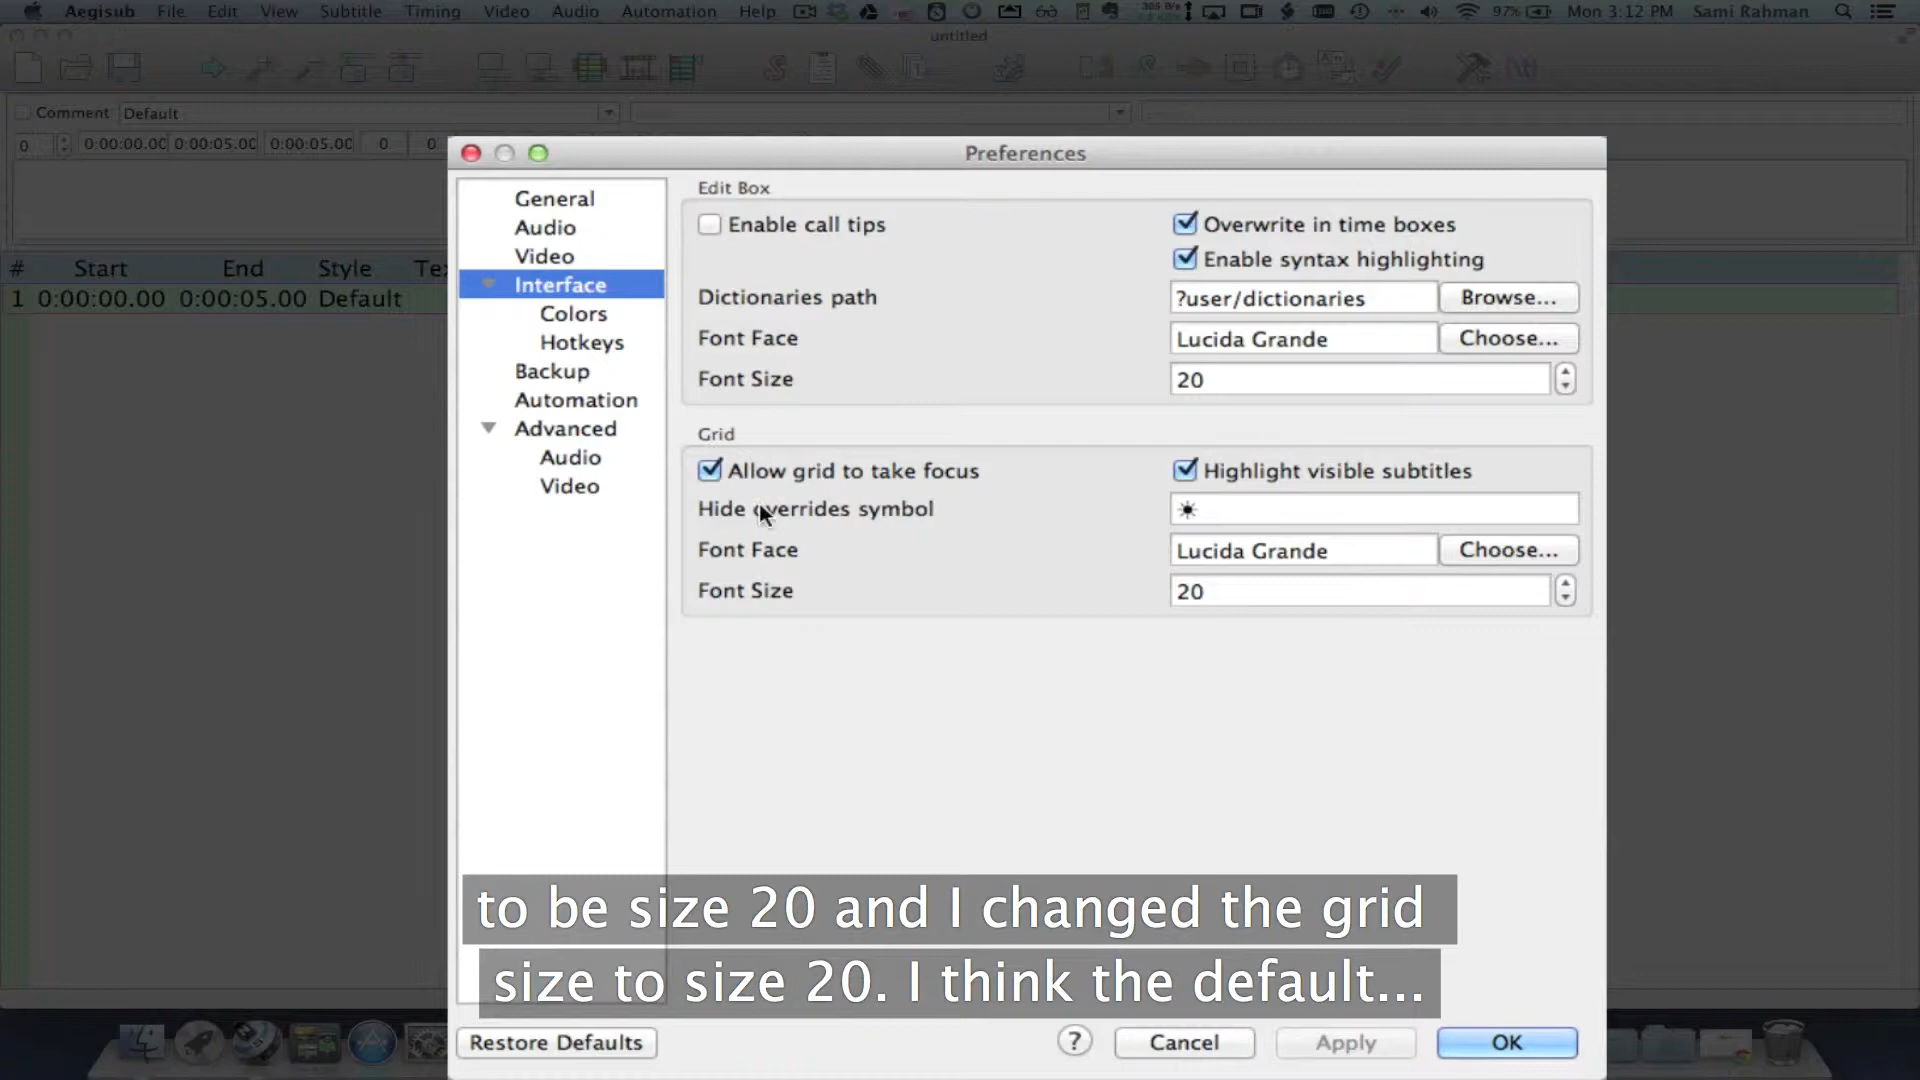 Aegisub File Edit View Subtitle Timing Video Audio Automation Help 97% Mon 3:12 PM Sami Rahman
untitled
Comment Default
0 0:00:00.00 0:00:05.00 0:00:05.00 0 0
Preferences
# Start End Style
1 0:00:00.00 0:00:05.00 Default
General
Audio
Video
Interface
Colors
Hotkeys
Backup
Automation
Advanced
Audio
Video
Edit Box
Enable call tips Overwrite in time boxes
Enable syntax highlighting
Dictionaries path ?user/dictionaries Browse...
Font Face Lucida Grande Choose...
Font Size 20
Grid
Allow grid to take focus Highlight visible subtitles
Hide overrides symbol ☀
Font Face Lucida Grande Choose...
Font Size 20
to be size 20 and I changed the grid
size to size 20. I think the default...
Restore Defaults ? Cancel Apply OK